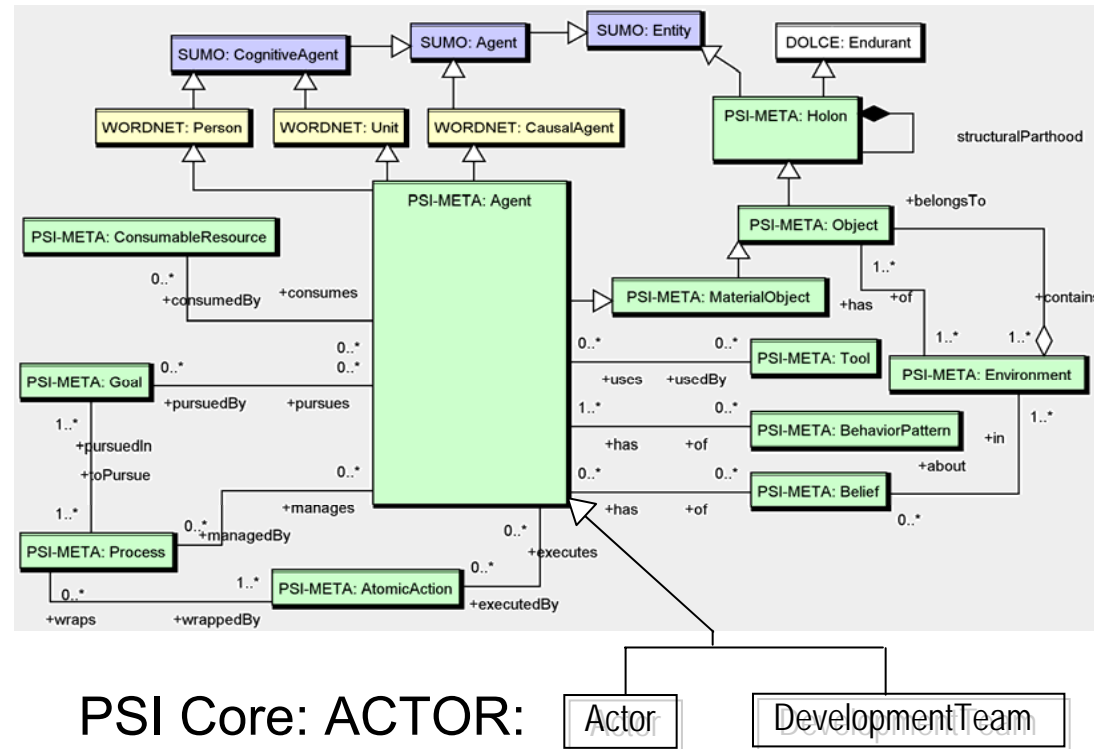 SUMO: CognitiveAgent
SUMO: Agent
SUMO: Entity
DOLCE: Endurant
WORDNET: Person
WORDNET: Unit
WORDNET: CausalAgent
PSI-META: Holon
structuralParthood
PSI-META: Agent
+belongsTo
PSI-META: ConsumableResource
PSI-META: Object
0..*
+consumedBy
+consumes
1..*
PSI-META: MaterialObject
+has
+of
+contains
0..*
0..*
0..*
1..*
1..*
PSI-META: Tool
PSI-META: Goal
0..*
0..*
+uses
+usedBy
PSI-META: Environment
+pursuedBy
+pursues
1..*
0..*
1..*
+pursuedIn
PSI-META: BehaviorPattern
1..*
+toPursue
+has
+of
+in
+about
0..*
0..*
0..*
PSI-META: Belief
+manages
+has
+of
0..*
1..*
0..*
+managedBy
0..*
+executes
PSI-META: Process
0..*
1..*
PSI-META: AtomicAction
0..*
+executedBy
+wraps
+wrappedBy
PSI Core: ACTOR:
Actor
DevelopmentTeam